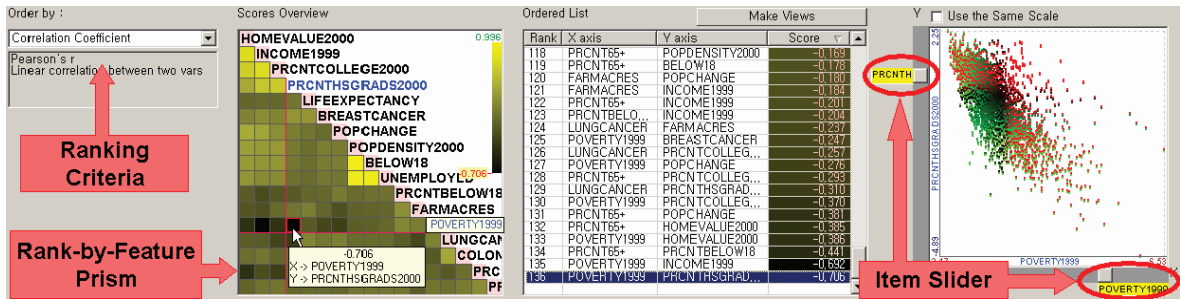 Order by :
Correlation Coefficient
Pearson's r
Linear correlation between two vars
Ranking
Criteria
Rank-by-Feature
Prism
Scores Overview
HOMEVALUE2000
0.996
INCOME1999
PRCNTCOLLEGE2000
PRCNTHSGRADS2000
LIFEEXPECTANCY
BREASTCANCER
POPCHANGE
POPDENSITY2000
BELOW18
-0.706
UNEMPLOYED
PRCNTBELOW18
FARMACRES
POVERTY1999
LUNGCAN
COLON
PRC
PF
-0.706
X -> POVERTY1999
Y -> PRCNTHSGRADS2000
Ordered List
Make Views
Rank X axis Y axis Score
118 PRCNT65+ POPDENSITY2000 -0.169
119 PRCNT65+ BELOW18 -0.178
120 FARMACRES POPCHANGE -0.180
121 FARMACRES INCOME1999 -0.184
122 PRCNT65+ INCOME1999 -0.201
123 PRCNTBELO... INCOME1999 -0.204
124 LUNGCANCER FARMACRES -0.237
125 POVERTY1999 BREASTCANCER -0.247
126 LUNGCANCER PRCNTCOLLEG... -0.257
127 POVERTY1999 POPCHANGE -0.276
128 PRCNT65+ PRCNTCOLLEG... -0.293
129 LUNGCANCER PRCNTHSGRAD... -0.310
130 POVERTY1999 PRCNTCOLLEG... -0.370
131 PRCNT65+ POPCHANGE -0.381
132 PRCNT65+ HOMEVALUE2000 -0.385
133 POVERTY1999 HOMEVALUE2000 -0.386
134 PRCNT65+ PRCNTBELOW18 -0.441
135 POVERTY1999 INCOME1999 -0.692
136 POVERTY1999 PRCNTHSGRAD... -0.706
Y Use the Same Scale
PRCNTH
2.25
PRCNTHSGRADS2000
-4.89
POVERTY1999
6.53
POVERTY1999
Item Slider